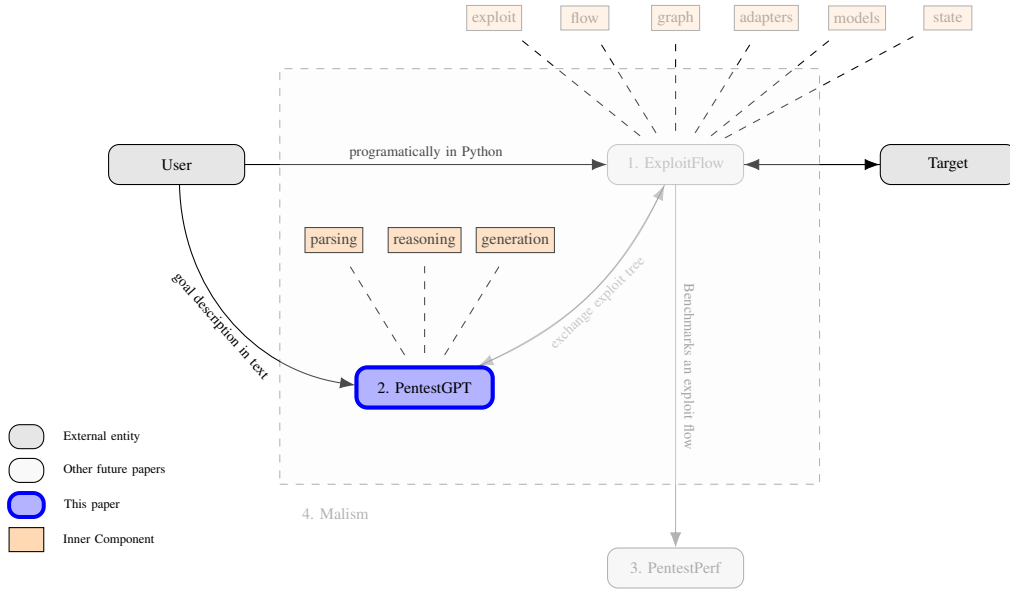 exploit
flow
graph
adapters
models
state
User
programatically in Python
1. ExploitFlow
Target
parsing
reasoning
generation
goal description in text
exchange exploit tree
Benchmarks an exploit flow
2. PentestGPT
External entity
Other future papers
This paper
Inner Component
4. Malism
3. PentestPerf